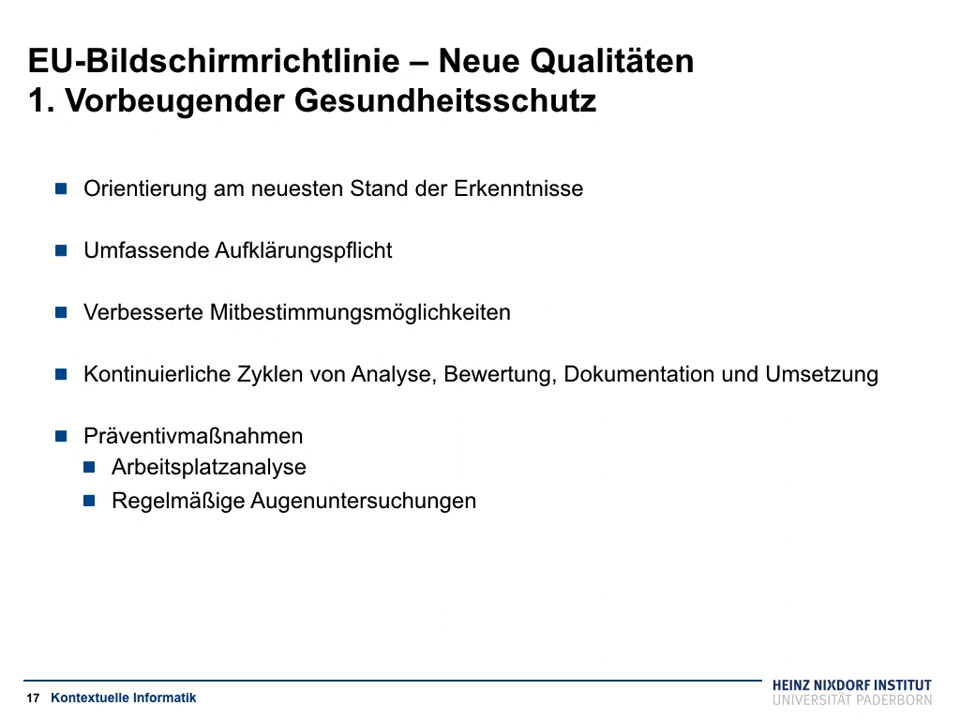 EU-Bildschirmrichtlinie – Neue Qualitäten
1. Vorbeugender Gesundheitsschutz
Orientierung am neuesten Stand der Erkenntnisse
Umfassende Aufklärungspflicht
Verbesserte Mitbestimmungsmöglichkeiten
Kontinuierliche Zyklen von Analyse, Bewertung, Dokumentation und Umsetzung
Präventivmaßnahmen
Arbeitsplatzanalyse
Regelmäßige Augenuntersuchungen
17 Kontextuelle Informatik
HEINZ NIXDORF INSTITUT
UNIVERSITÄT PADERBORN